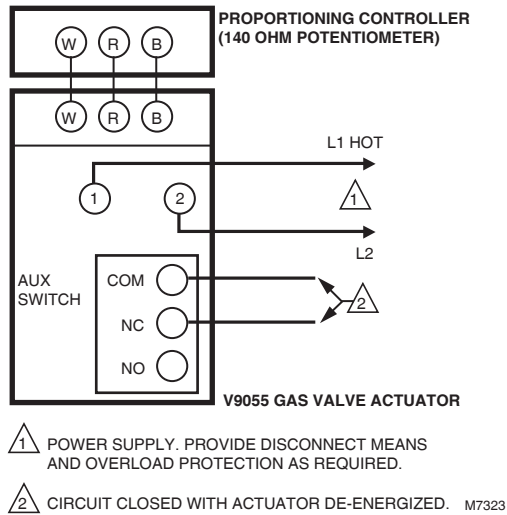 PROPORTIONING CONTROLLER
(140 OHM POTENTIOMETER)
W R B
W R B
L1 HOT
1 2
1
L2
AUX
SWITCH
COM
2
NC
NO
V9055 GAS VALVE ACTUATOR
1 POWER SUPPLY. PROVIDE DISCONNECT MEANS
AND OVERLOAD PROTECTION AS REQUIRED.
2 CIRCUIT CLOSED WITH ACTUATOR DE-ENERGIZED. M7323